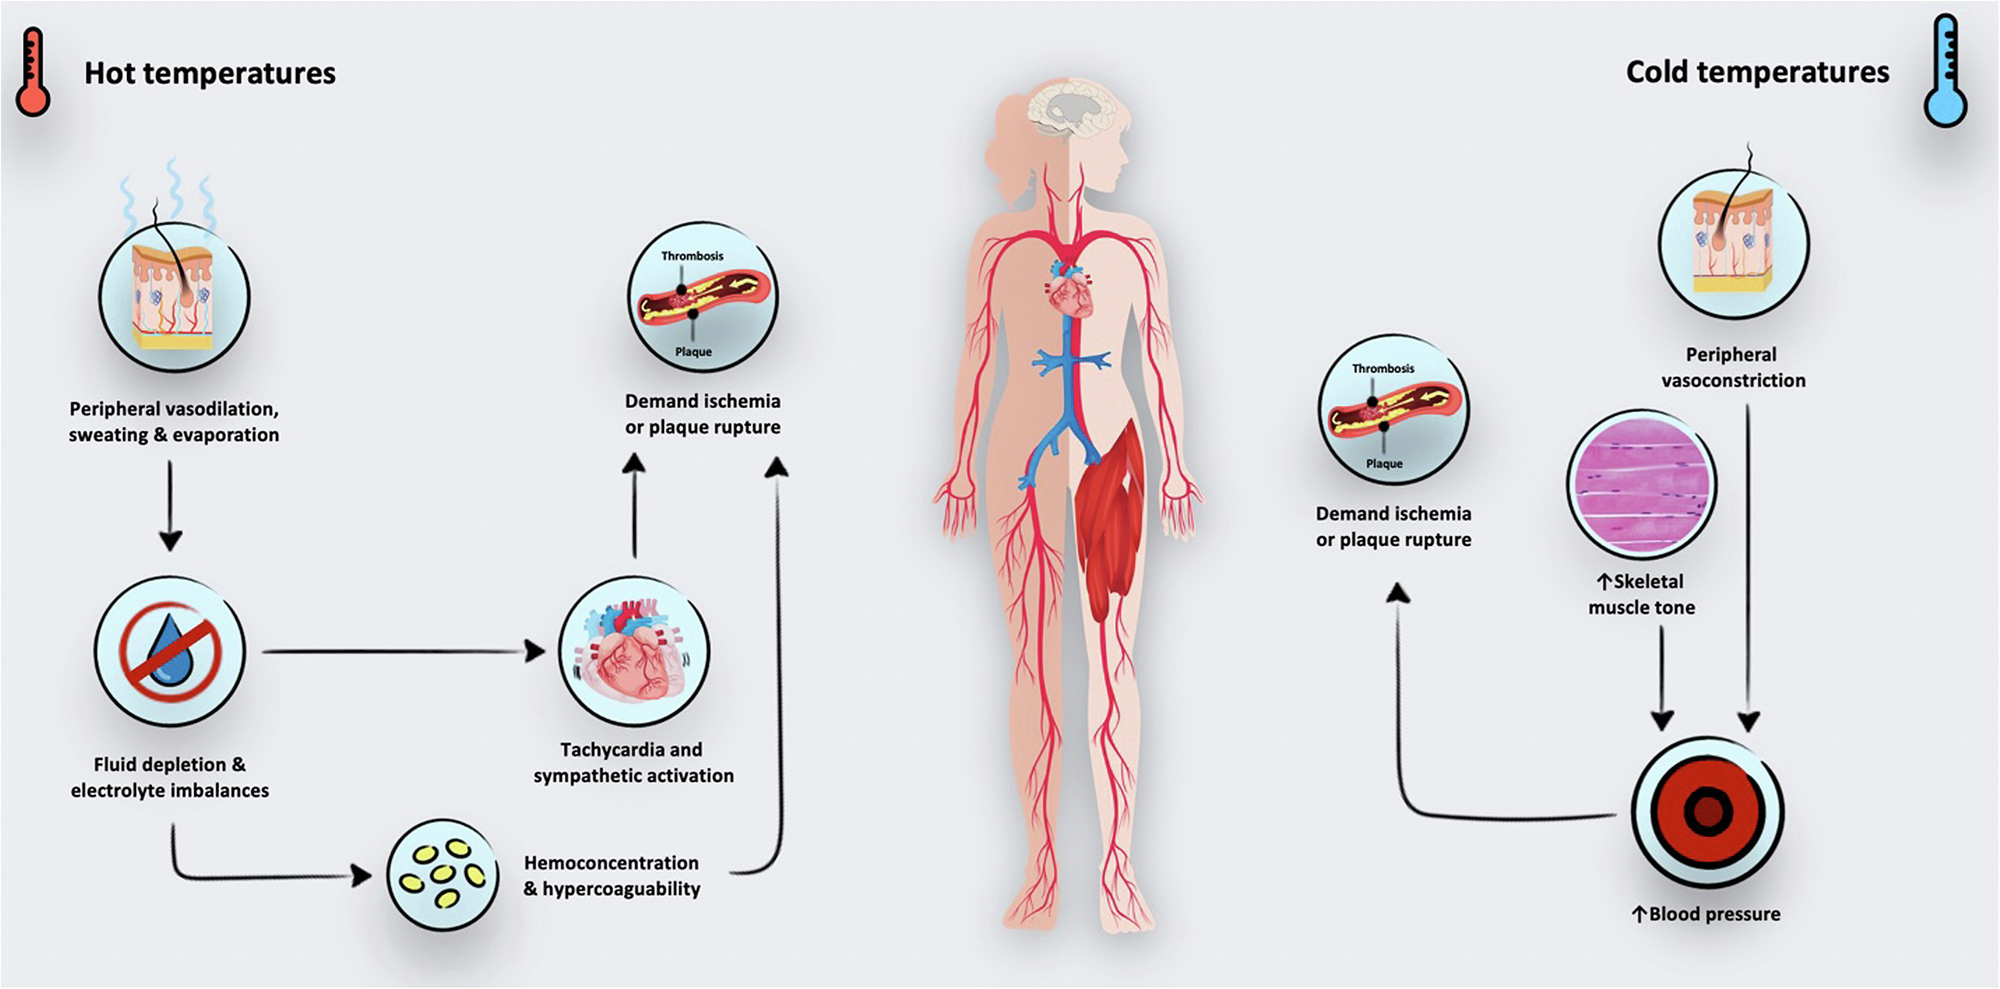 Hot temperatures
Peripheral vasodilation,
sweating & evaporation
Fluid depletion &
electrolyte imbalances
Hemoconcentration
& hypercoaguability
Tachycardia and
sympathetic activation
Thrombosis
Plaque
Demand ischemia
or plaque rupture
Cold temperatures
Peripheral
vasoconstriction
↑Skeletal
muscle tone
↑Blood pressure
Thrombosis
Plaque
Demand ischemia
or plaque rupture